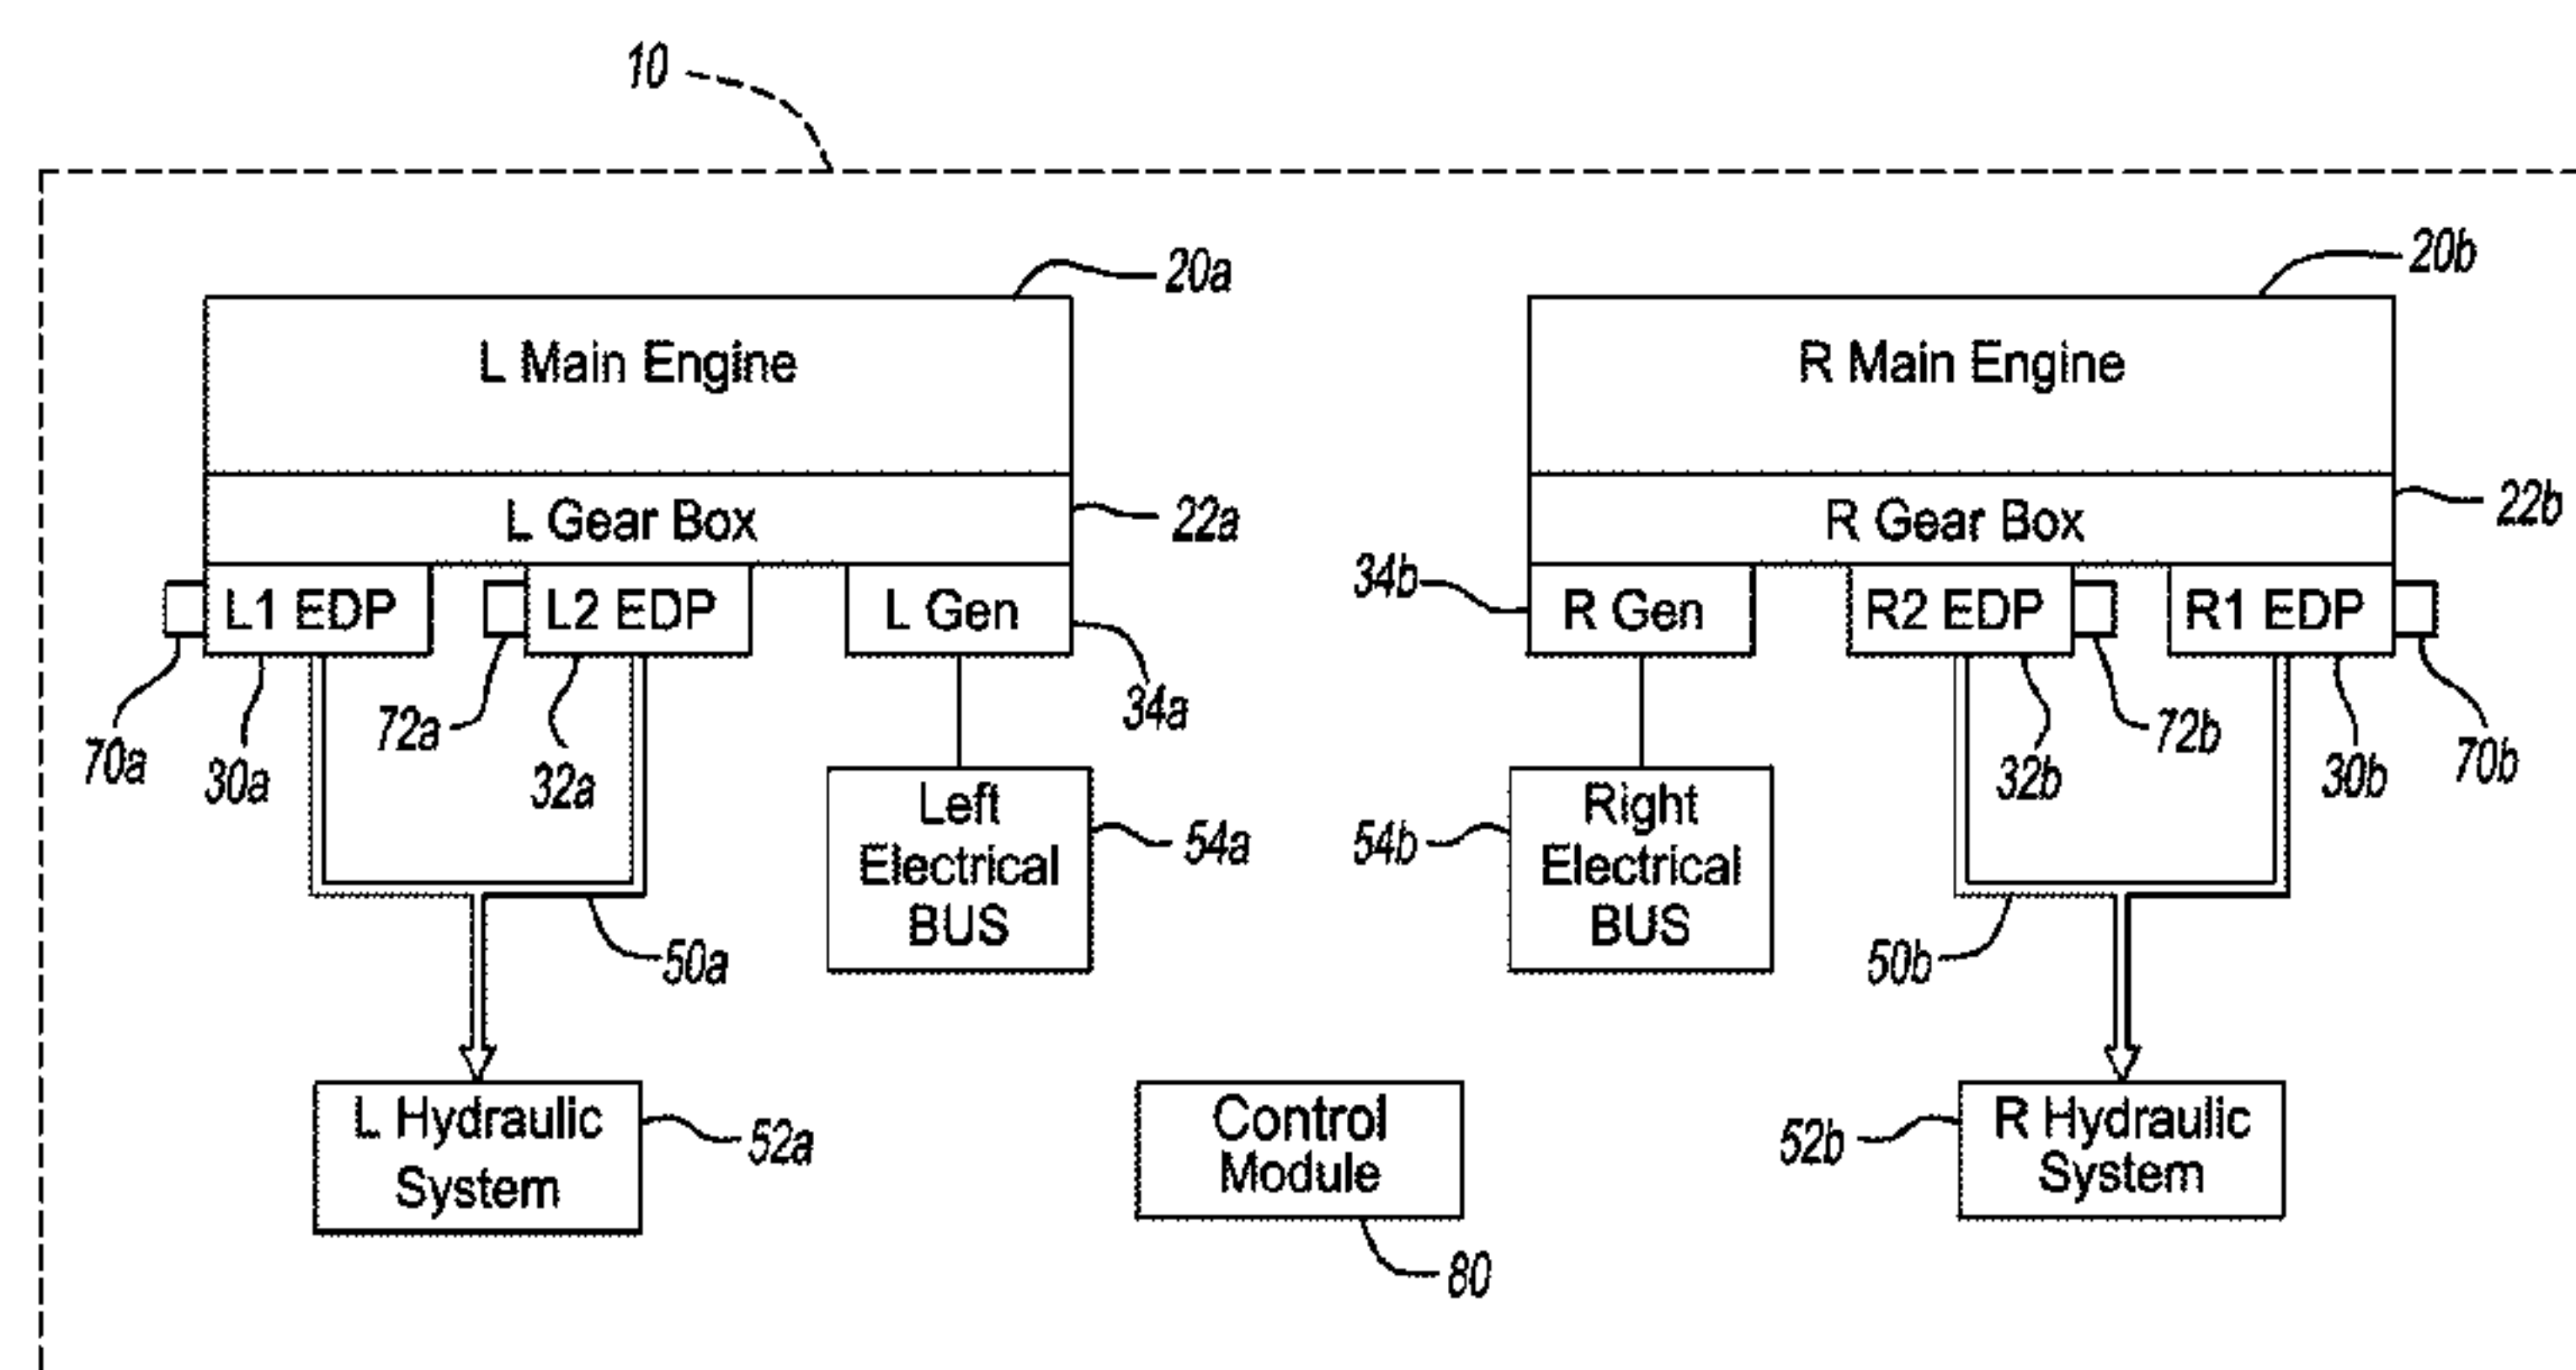 10
20a
20b
L Main Engine
R Main Engine
L Gear Box
22a
R Gear Box
22b
L1 EDP
L2 EDP
L Gen
34b
R Gen
R2 EDP
R1 EDP
70a
30a
72a
32a
34a
32b
72b
30b
70b
Left
Electrical
BUS
54a
54b
Right
Electrical
BUS
50a
50b
L Hydraulic
System
52a
Control
Module
80
52b
R Hydraulic
System